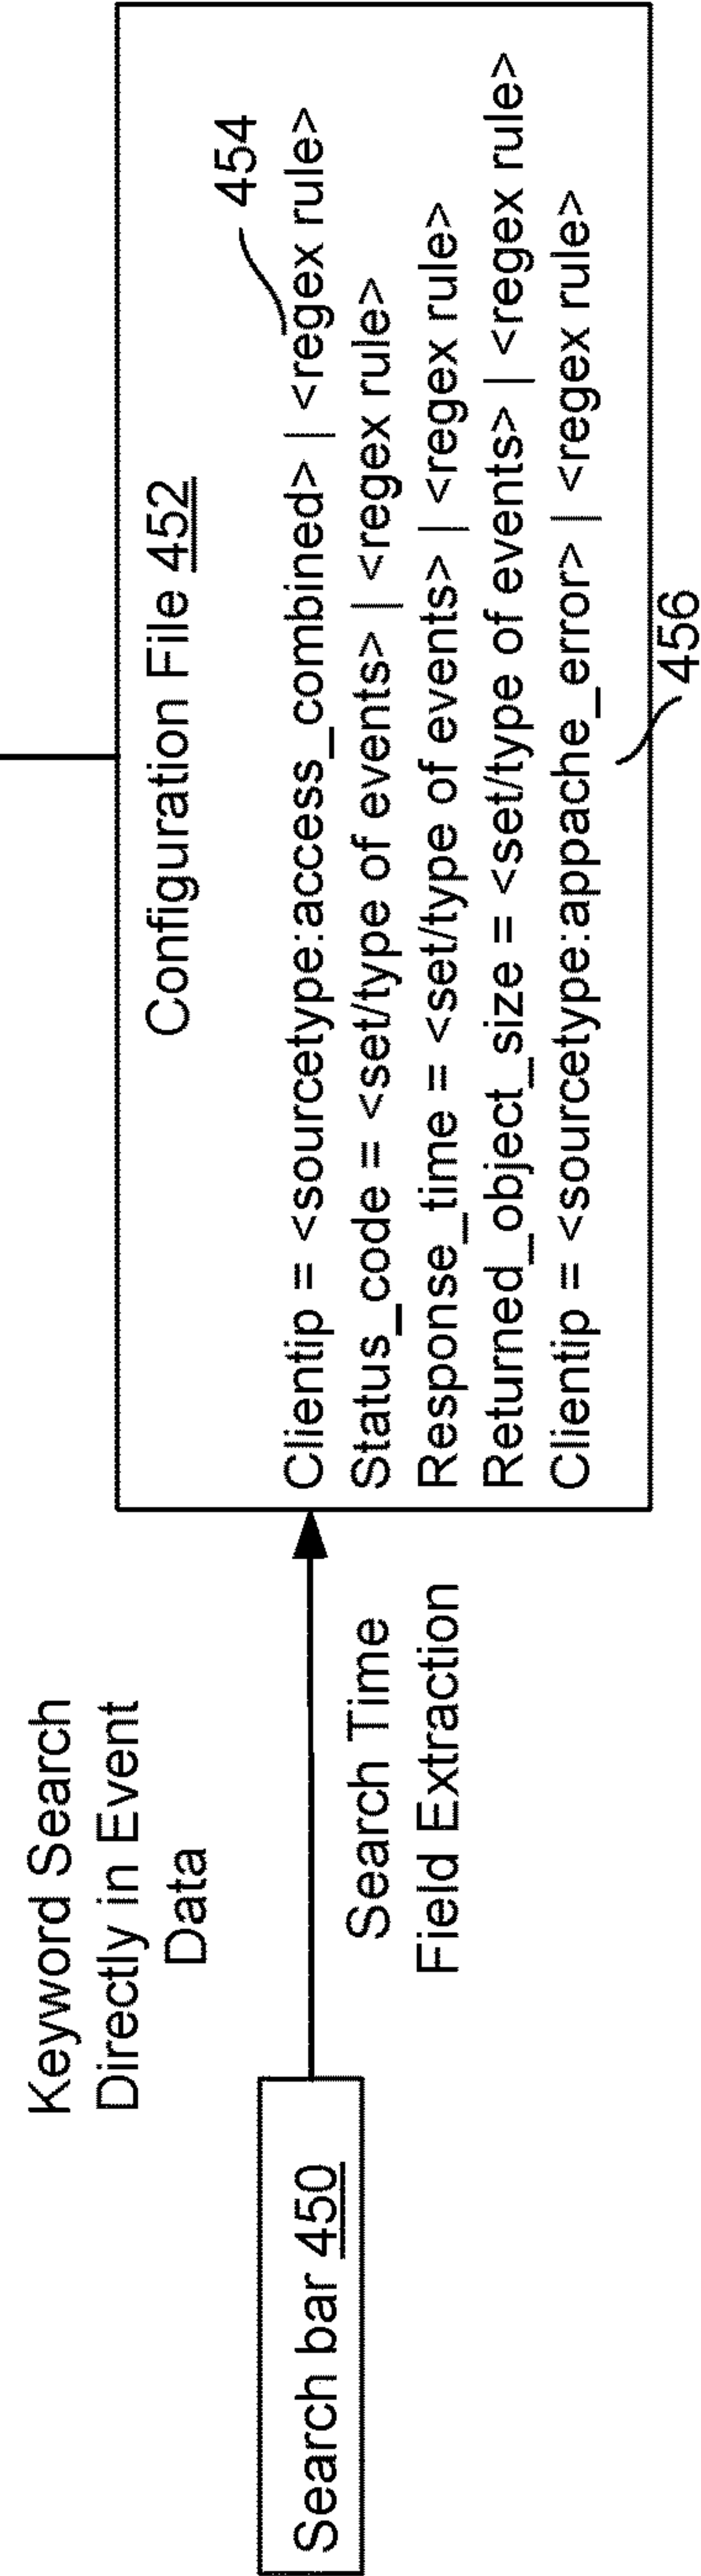 Keyword Search
Directly in Event
Data
Search bar 450
Search Time
Field Extraction
Configuration File 452
454
Clientip = <sourcetype:access_combined> | <regex rule>
Status_code = <set/type of events> | <regex rule>
Response_time = <set/type of events> | <regex rule>
Returned_object_size = <set/type of events> | <regex rule>
Clientip = <sourcetype:appache_error> | <regex rule>
456